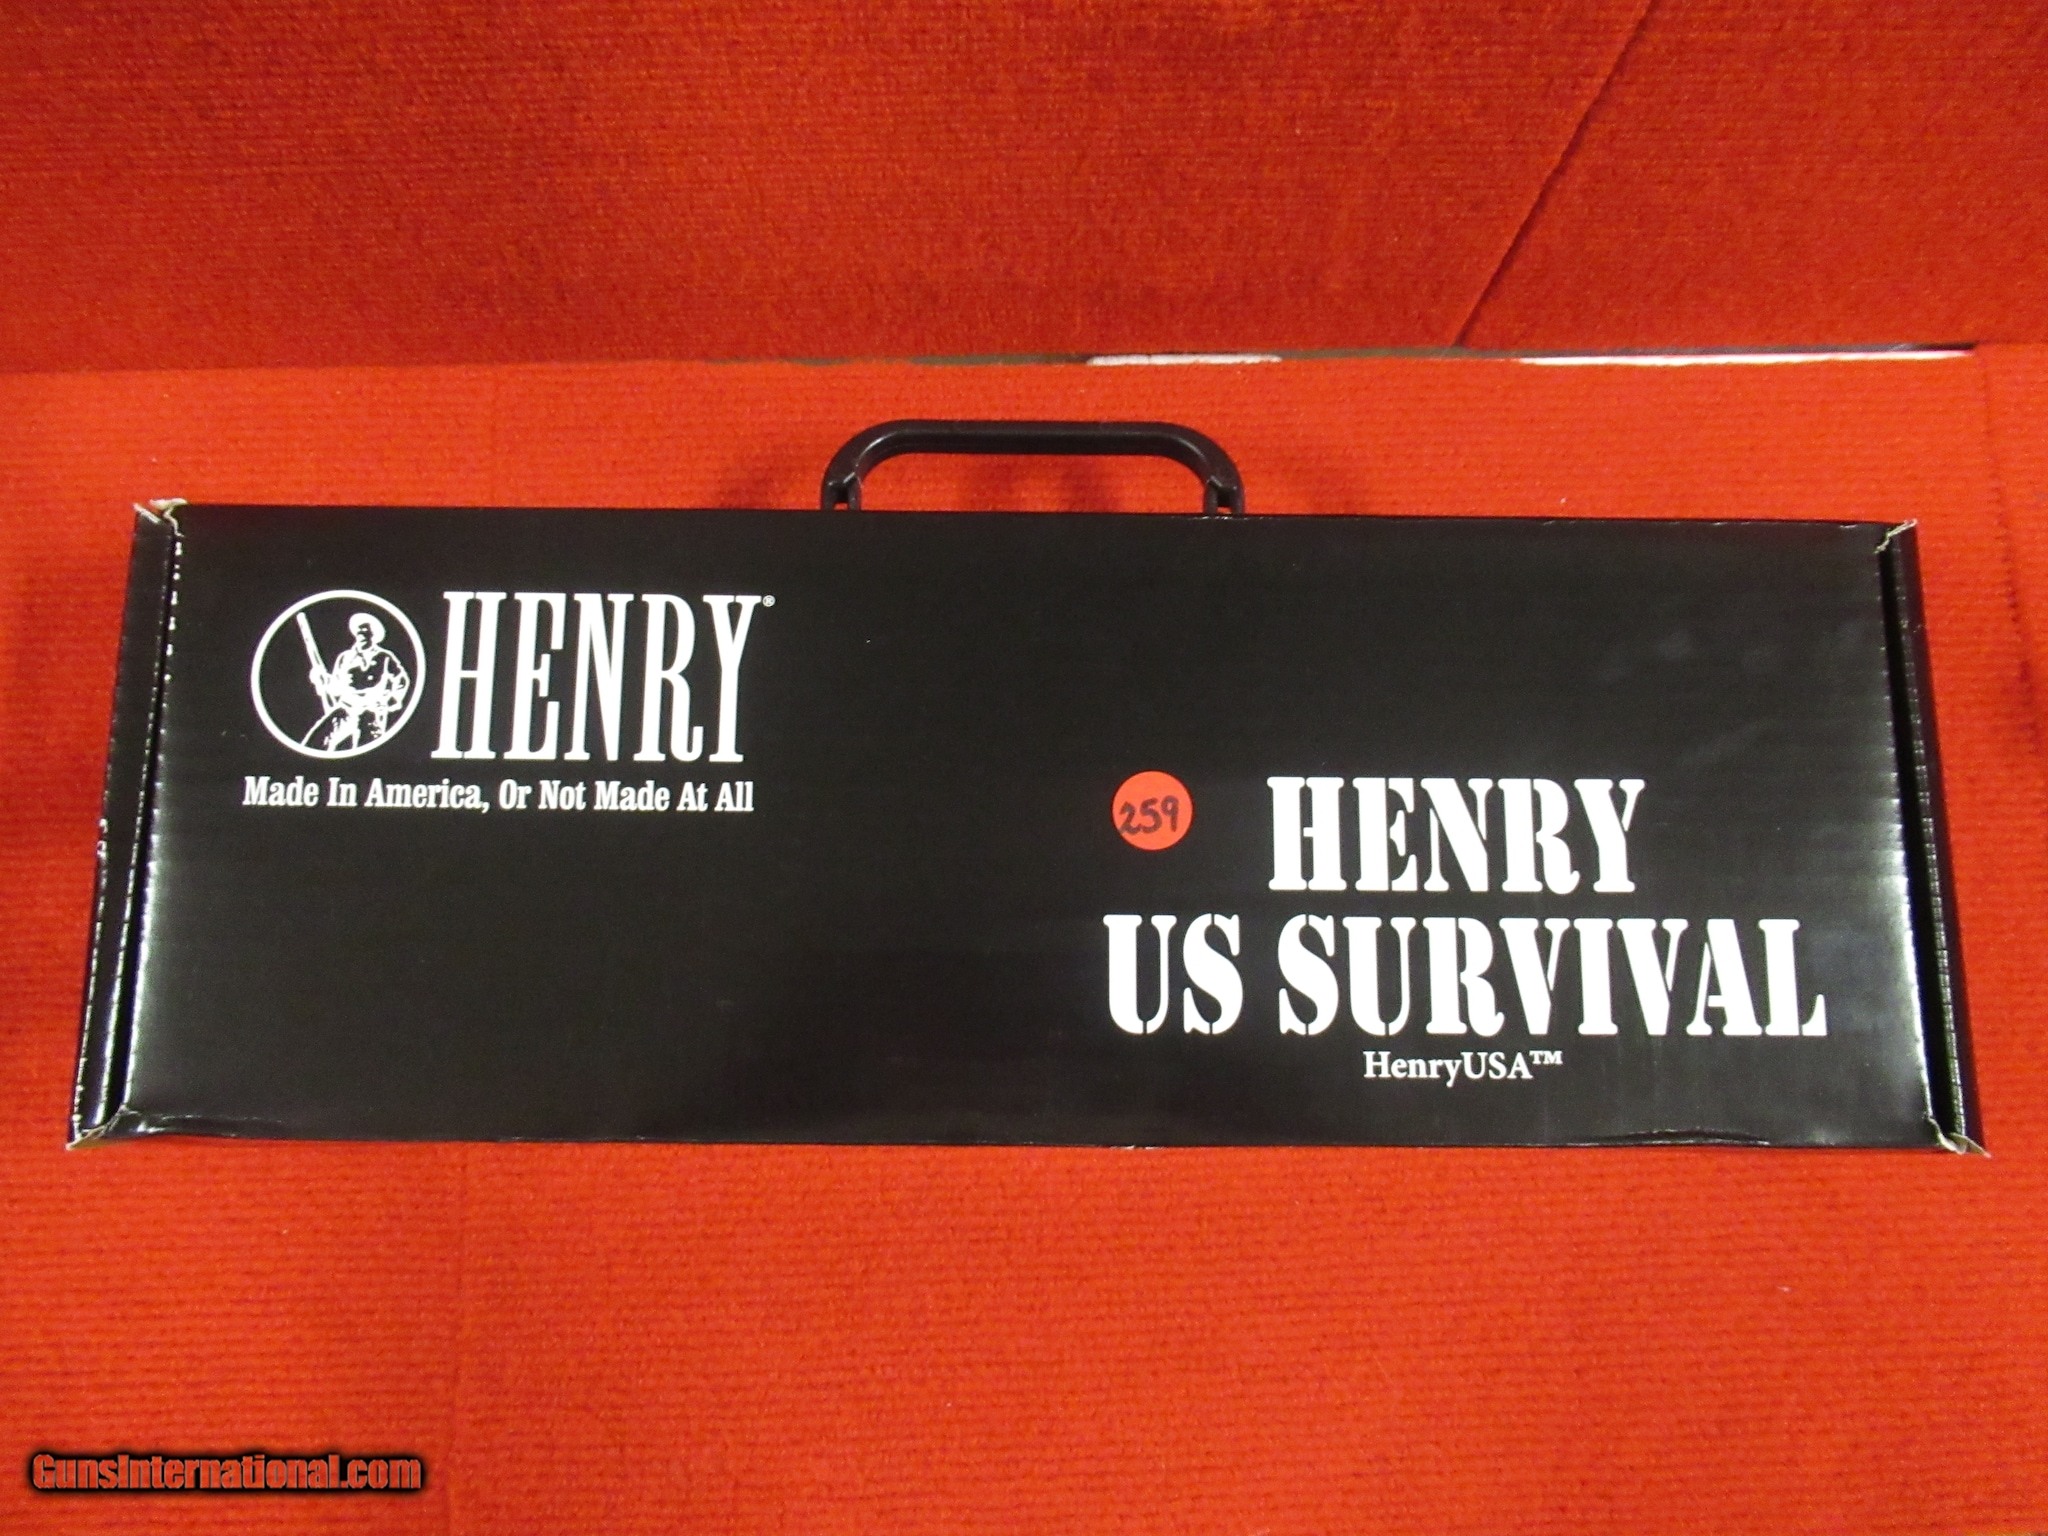 HENRY®
Made In America, Or Not Made At All
259
HENRY
US SURVIVAL
HenryUSA™
GunsInternational.com